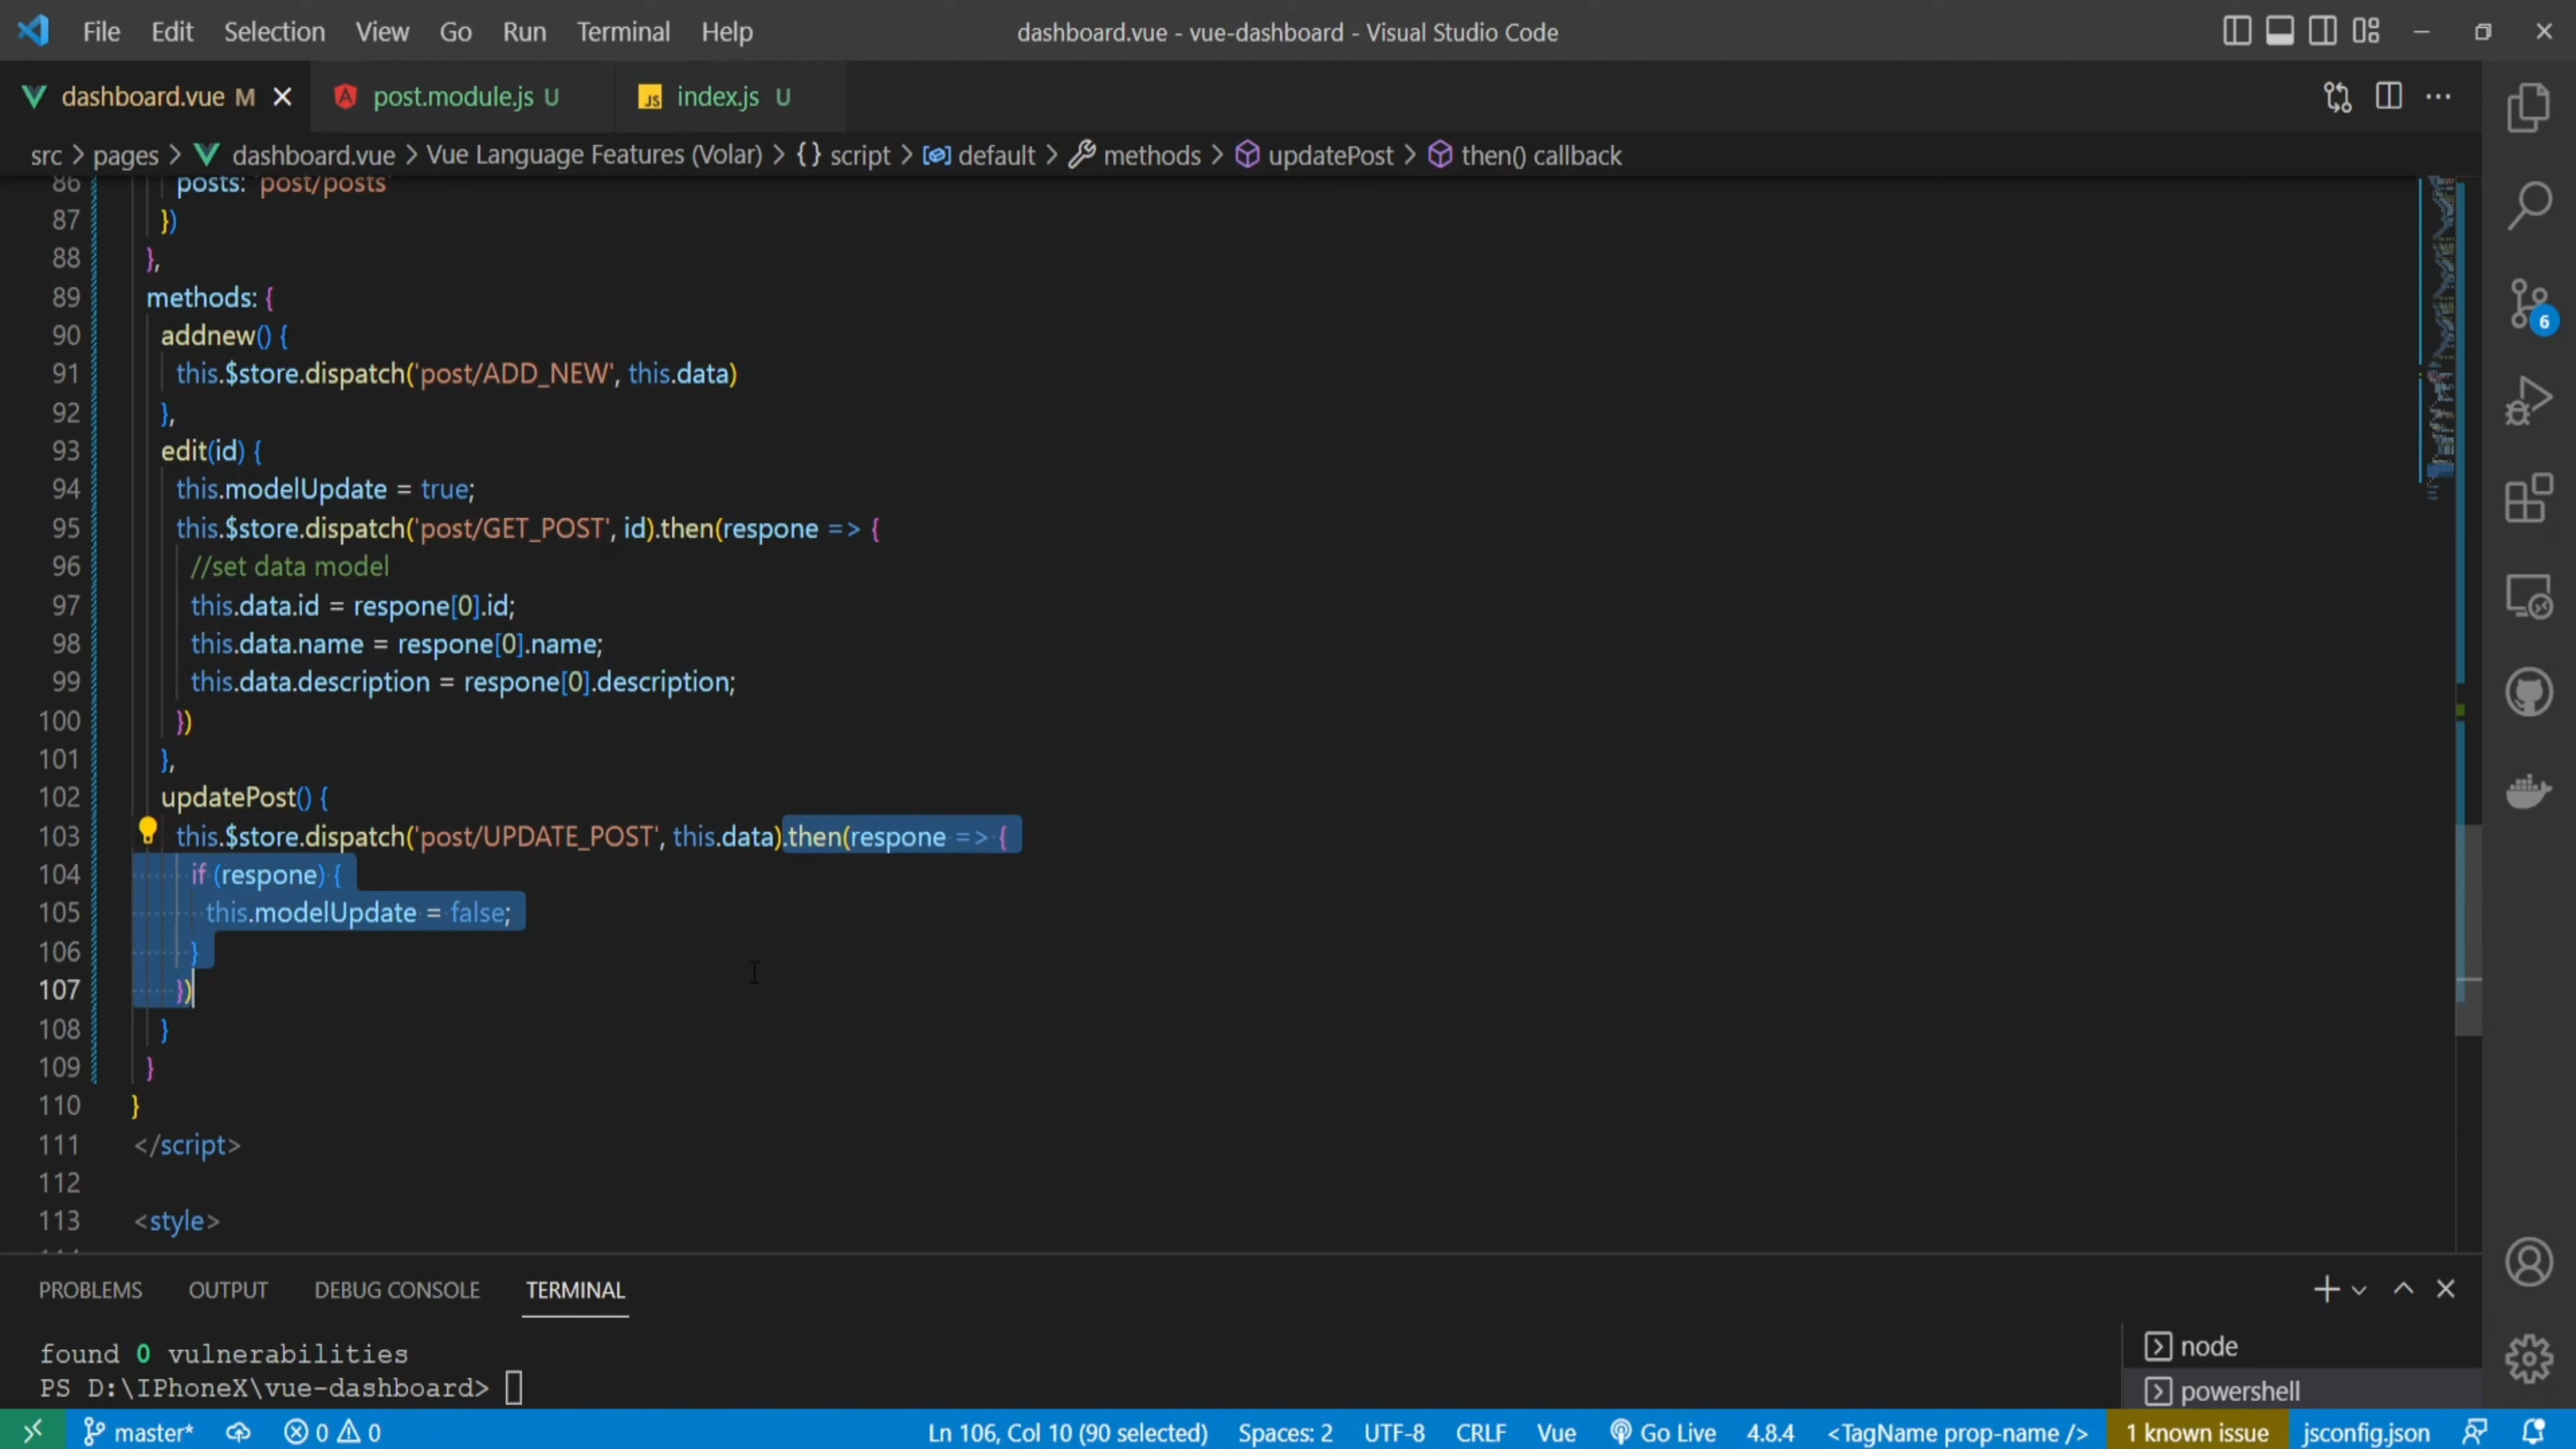 File Edit Selection View Go Run Terminal Help
dashboard.vue - vue-dashboard - Visual Studio Code
dashboard.vue M post.module.js U JS index.js U
src > pages > dashboard.vue > Vue Language Features (Volar) > {} script > default > methods > updatePost > then() callback
86 posts: 'post/posts'
87 })
88 },
89 methods: {
90 addnew() {
91 this.$store.dispatch('post/ADD_NEW', this.data)
92 },
93 edit(id) {
94 this.modelUpdate = true;
95 this.$store.dispatch('post/GET_POST', id).then(respone => {
96 //set data model
97 this.data.id = respone[0].id;
98 this.data.name = respone[0].name;
99 this.data.description = respone[0].description;
100 })
101 },
102 updatePost() {
103 this.$store.dispatch('post/UPDATE_POST', this.data).then(respone => {
104 if (respone) {
105 this.modelUpdate = false;
106 }
107 })
108 }
109 }
110 }
111 </script>
112
113 <style>
6
PROBLEMS OUTPUT DEBUG CONSOLE TERMINAL
found 0 vulnerabilities
PS D:\IPhoneX\vue-dashboard>
node
powershell
master* 0 0 Ln 106, Col 10 (90 selected) Spaces: 2 UTF-8 CRLF Vue Go Live 4.8.4 <TagName prop-name /> 1 known issue jsconfig.json